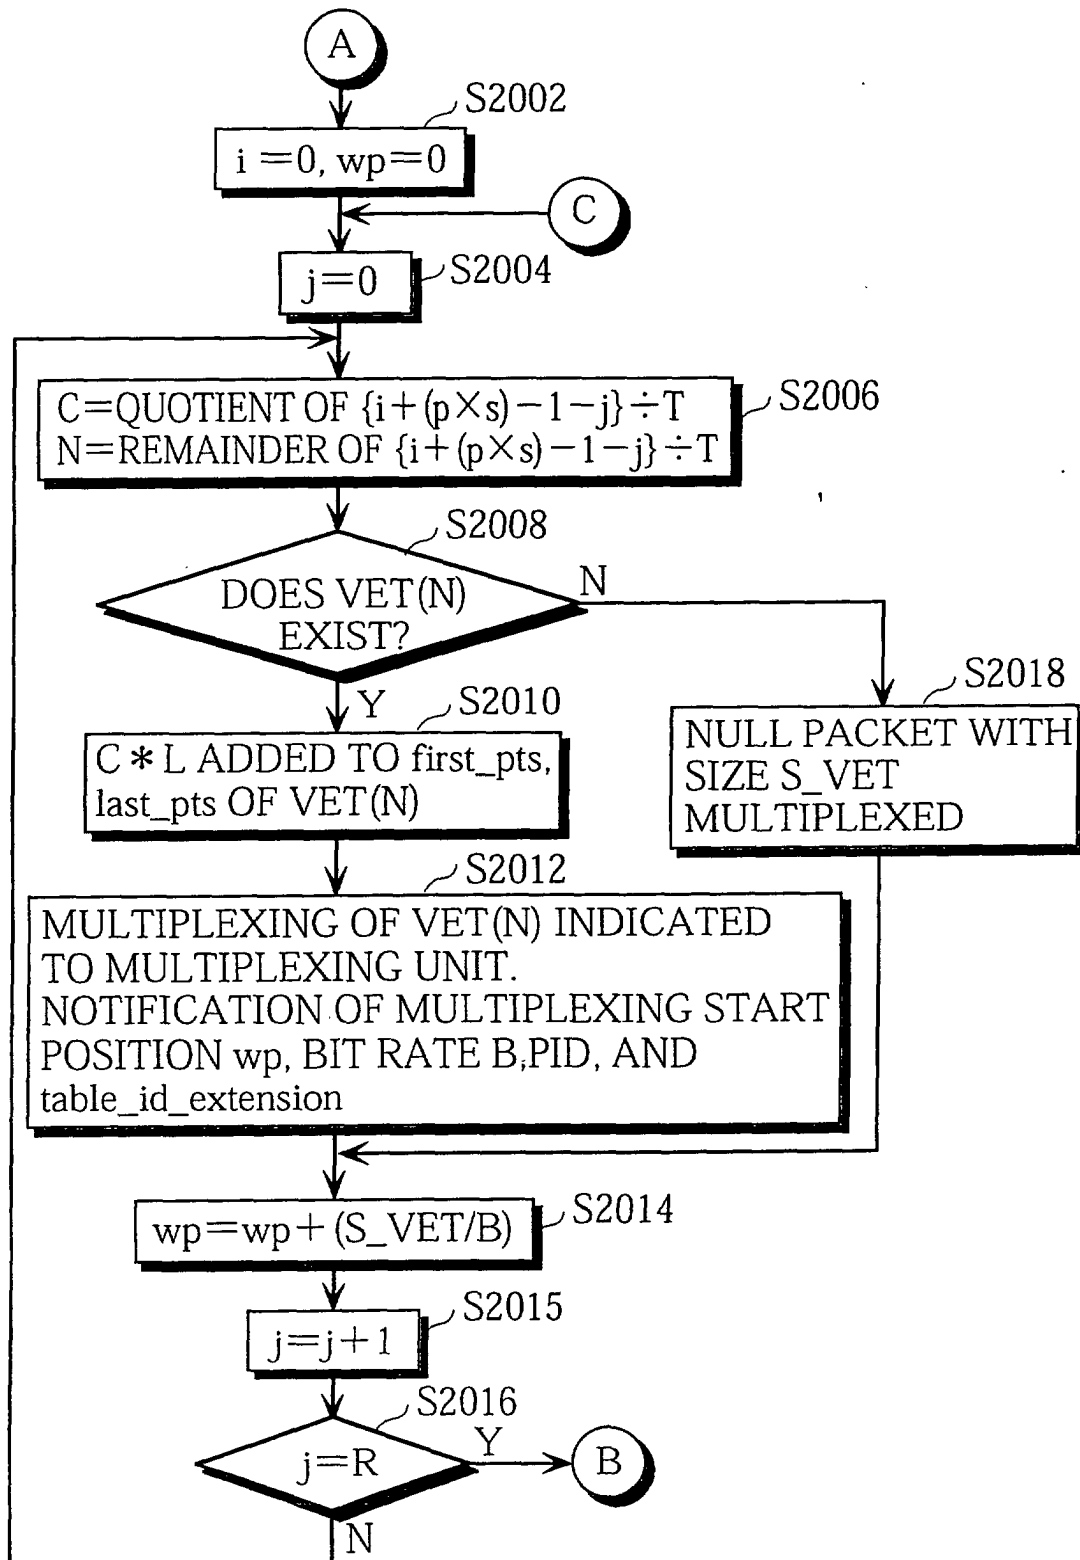 A
S2002
i =0, wp=0
C
j=0
S2004
C=QUOTIENT OF {i+(p×s)−1−j}÷T
N=REMAINDER OF {i+(p×s)−1−j}÷T
S2006
S2008
DOES VET(N)
EXIST?
N
Y
S2010
C*L ADDED TO first_pts,
last_pts OF VET(N)
S2018
NULL PACKET WITH
SIZE S_VET
MULTIPLEXED
S2012
MULTIPLEXING OF VET(N) INDICATED
TO MULTIPLEXING UNIT.
NOTIFICATION OF MULTIPLEXING START
POSITION wp, BIT RATE B,PID, AND
table_id_extension
wp=wp+(S_VET/B)
S2014
S2015
j=j+1
S2016
j=R
Y
B
N